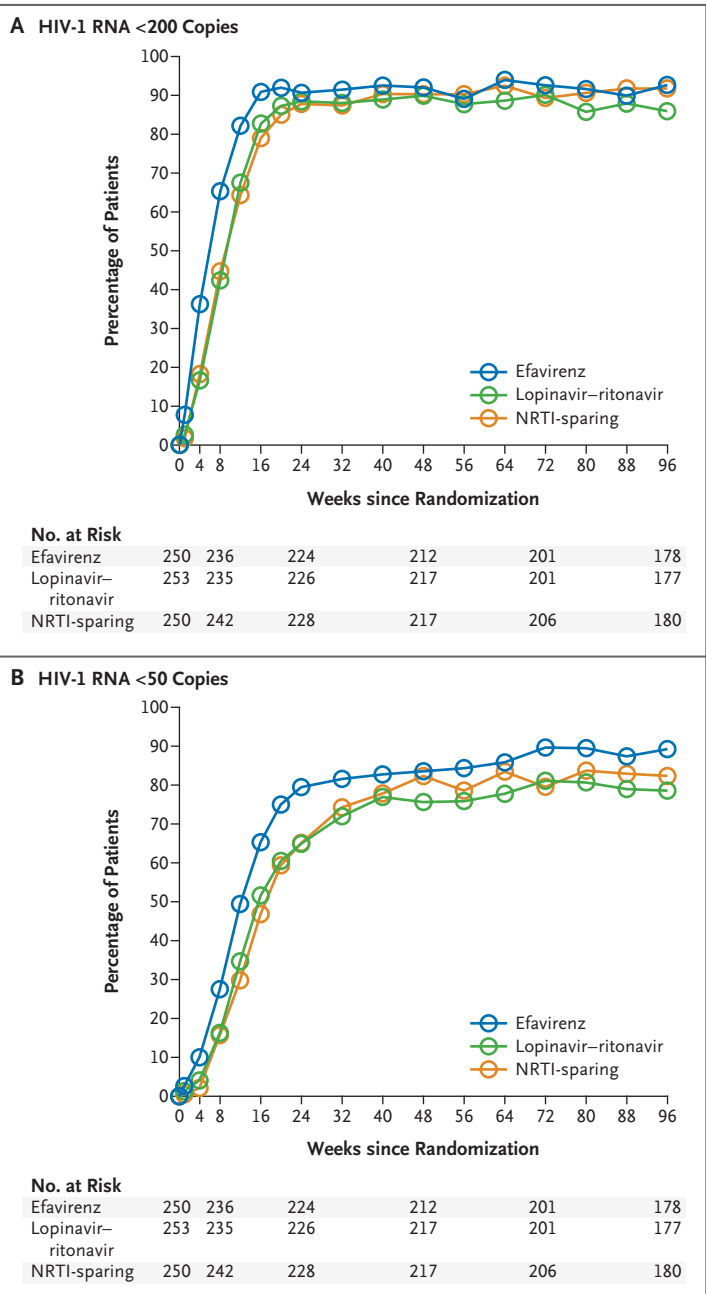 A HIV-1 RNA <200 Copies
100
90
80
70
60
50
40
30
20
10
0
Prercentage of Patients
Efavirenz
Lopinavir–ritonavir
NRTI-sparing
0 4 8 16 24 32 40 48 56 64 72 80 88 96
Weeks since Randomization
No. at Risk
Efavirenz 250 236 224 212 201 178
Lopinavir– 253 235 226 217 201 177
ritonavir
NRTI-sparing 250 242 228 217 206 180
B HIV-1 RNA <50 Copies
100
90
80
70
60
50
40
30
20
10
0
Percentage of Patients
Efavirenz
Lopinavir–ritonavir
NRTI-sparing
0 4 8 16 24 32 40 48 56 64 72 80 88 96
Weeks since Randomization
No. at Risk
Efavirenz 250 236 224 212 201 178
Lopinavir– 253 235 226 217 201 177
ritonavir
NRTI-sparing 250 242 228 217 206 180